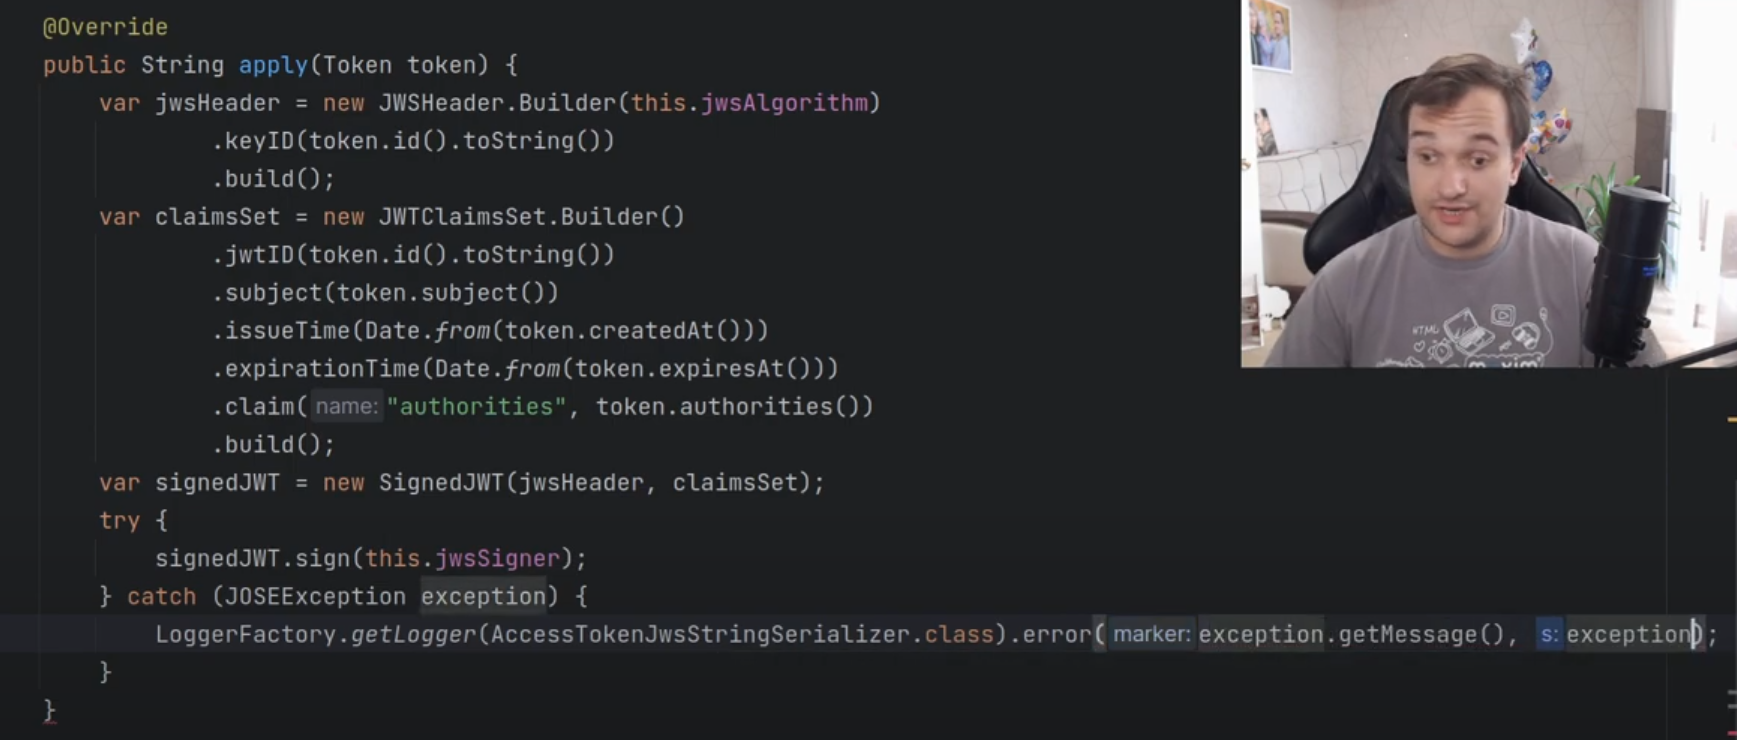 @Override
public String apply(Token token) {
var jwsHeader = new JWSHeader.Builder(this.jwsAlgorithm)
.keyID(token.id().toString())
.build();
var claimsSet = new JWTClaimsSet.Builder()
.jwtID(token.id().toString())
.subject(token.subject())
.issueTime(Date.from(token.createdAt()))
.expirationTime(Date.from(token.expiresAt()))
.claim( name: "authorities", token.authorities())
.build();
var signedJWT = new SignedJWT(jwsHeader, claimsSet);
try {
signedJWT.sign(this.jwsSigner);
} catch (JOSEException exception) {
LoggerFactory.getLogger(AccessTokenJwsStringSerializer.class).error( marker: exception.getMessage(), s: exception);
}
}
HTML